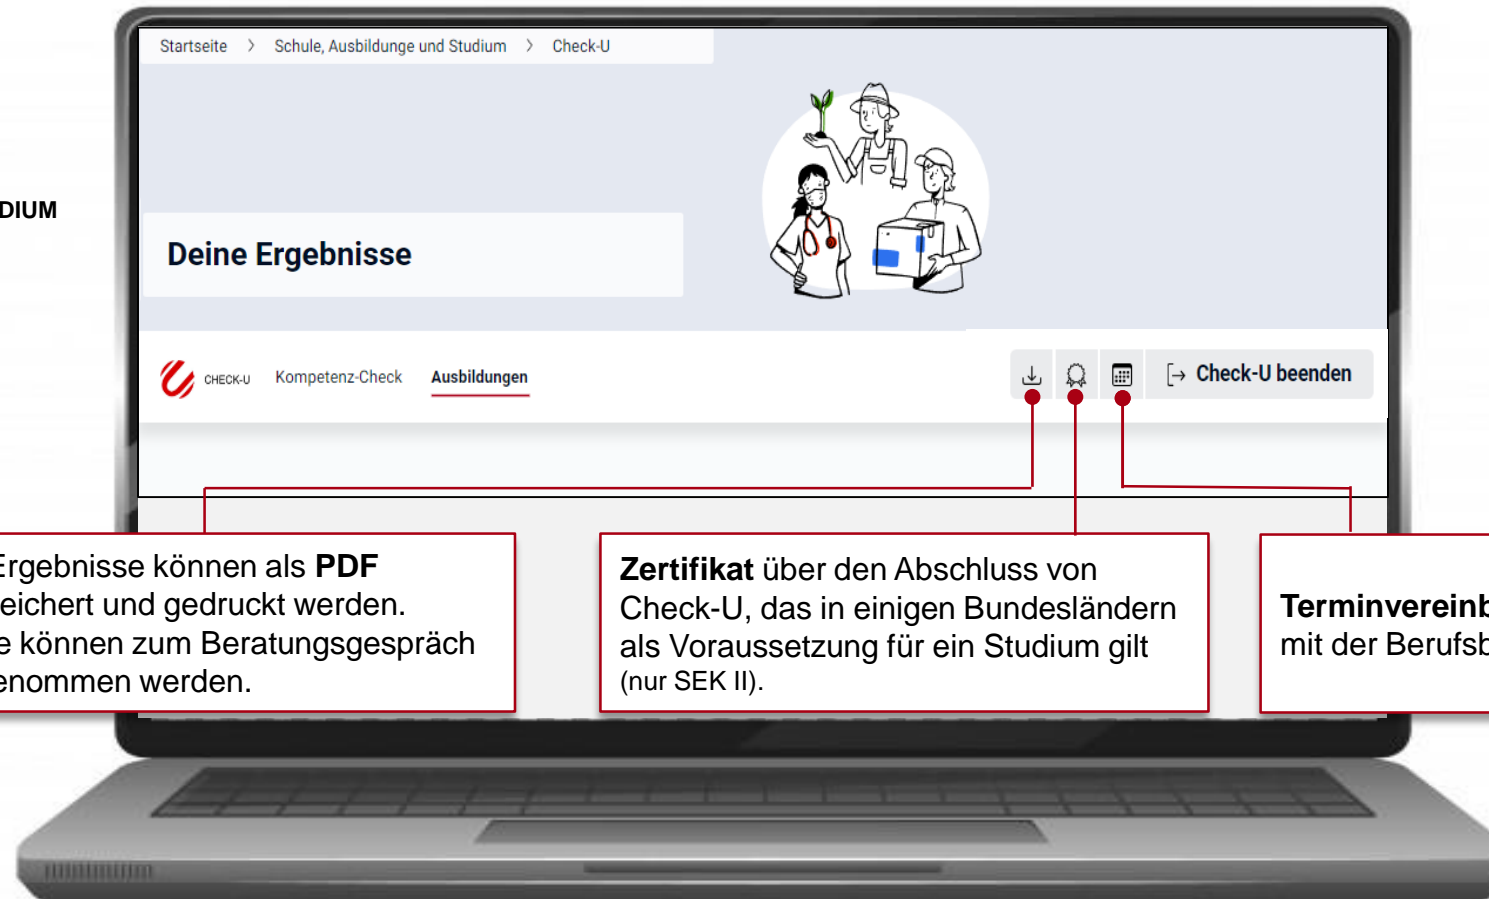 Startseite > Schule, Ausbildunge und Studium > Check-U
DIUM
Deine Ergebnisse
CHECK-U Kompetenz-Check Ausbildungen
Check-U beenden
Ergebnisse können als PDF
eichert und gedruckt werden.
e können zum Beratungsgespräch
enommen werden.
Zertifikat über den Abschluss von
Check-U, das in einigen Bundesländern
als Voraussetzung für ein Studium gilt
(nur SEK II).
Terminvereinb
mit der Berufsb